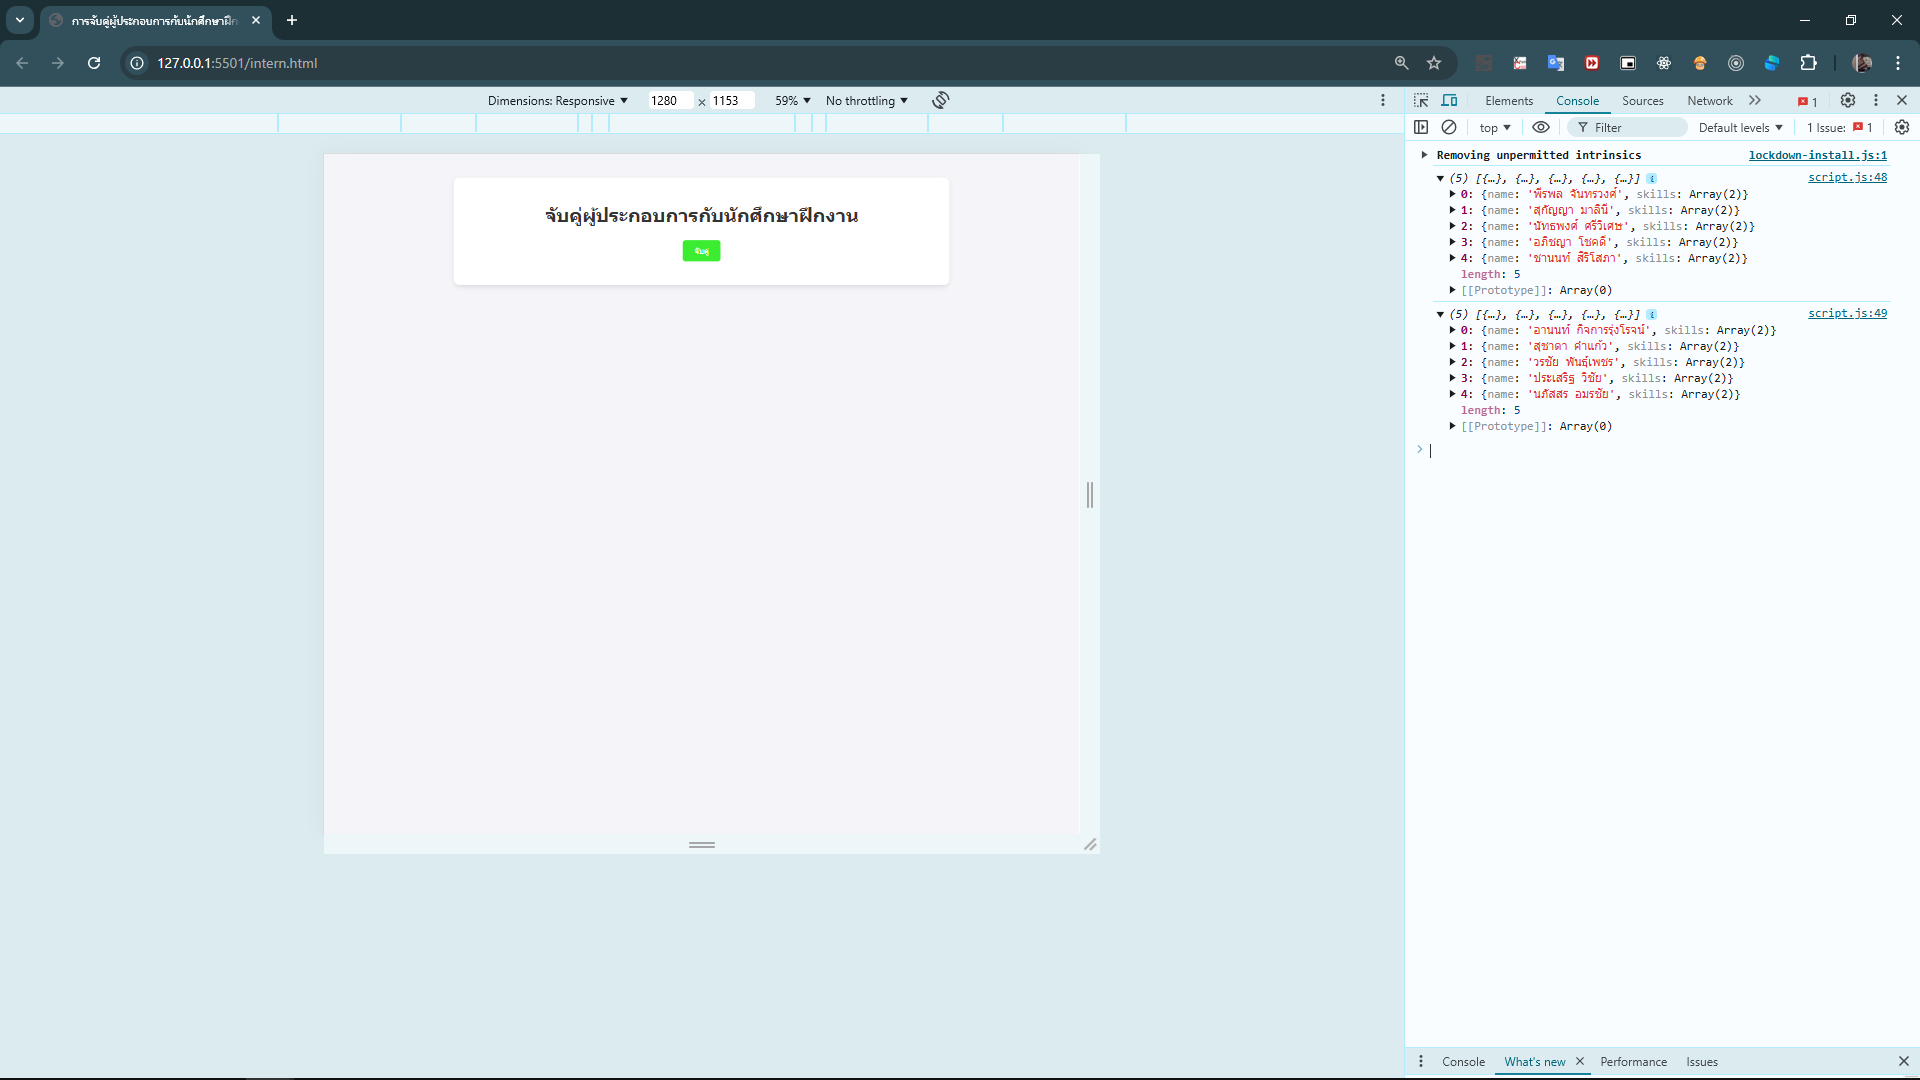 การจับคู่ผู้ประกอบการกับนักศึกษาฝึก
127.0.0.1:5501/intern.html
Dimensions: Responsive 1280 × 1153 59% No throttling
จับคู่ผู้ประกอบการกับนักศึกษาฝึกงาน
จับคู่
Elements Console Sources Network 1
top Filter Default levels 1 Issue: 1
Removing unpermitted intrinsics lockdown-install.js:1
(5) [{…}, {…}, {…}, {…}, {…}] i script.js:48
0: {name: 'พีรพล จันทรวงศ์', skills: Array(2)}
1: {name: 'สุกัญญา มาลินี', skills: Array(2)}
2: {name: 'นัทธพงศ์ ศรีวิเศษ', skills: Array(2)}
3: {name: 'อภิชญา โชคดี', skills: Array(2)}
4: {name: 'ชานนท์ สิริโสภา', skills: Array(2)}
length: 5
[[Prototype]]: Array(0)
(5) [{…}, {…}, {…}, {…}, {…}] i script.js:49
0: {name: 'อานนท์ กิจการรุ่งโรจน์', skills: Array(2)}
1: {name: 'สุชาดา คำแก้ว', skills: Array(2)}
2: {name: 'วรชัย พันธุ์เพชร', skills: Array(2)}
3: {name: 'ประเสริฐ วิชัย', skills: Array(2)}
4: {name: 'นภัสสร อมรชัย', skills: Array(2)}
length: 5
[[Prototype]]: Array(0)
Console What's new Performance Issues